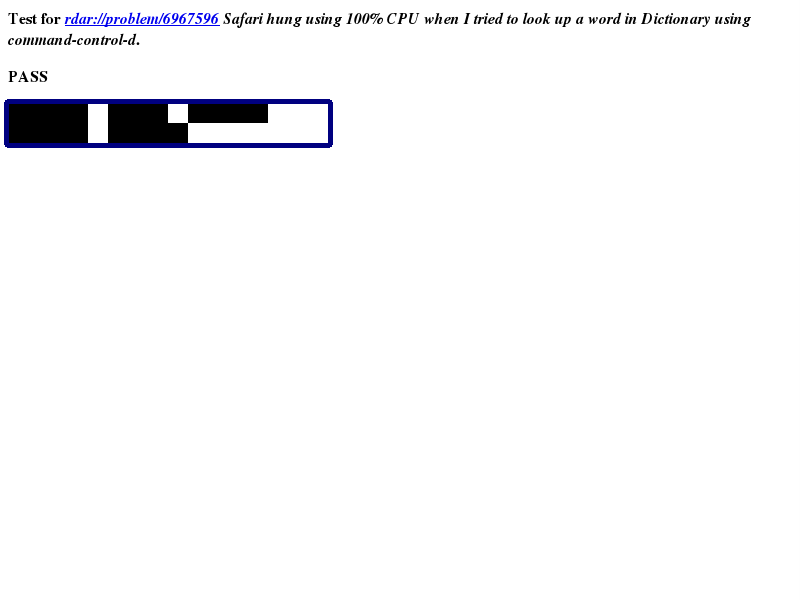 Test for rdar://problem/6967596 Safari hung using 100% CPU when I tried to look up a word in Dictionary using
command-control-d.
PASS